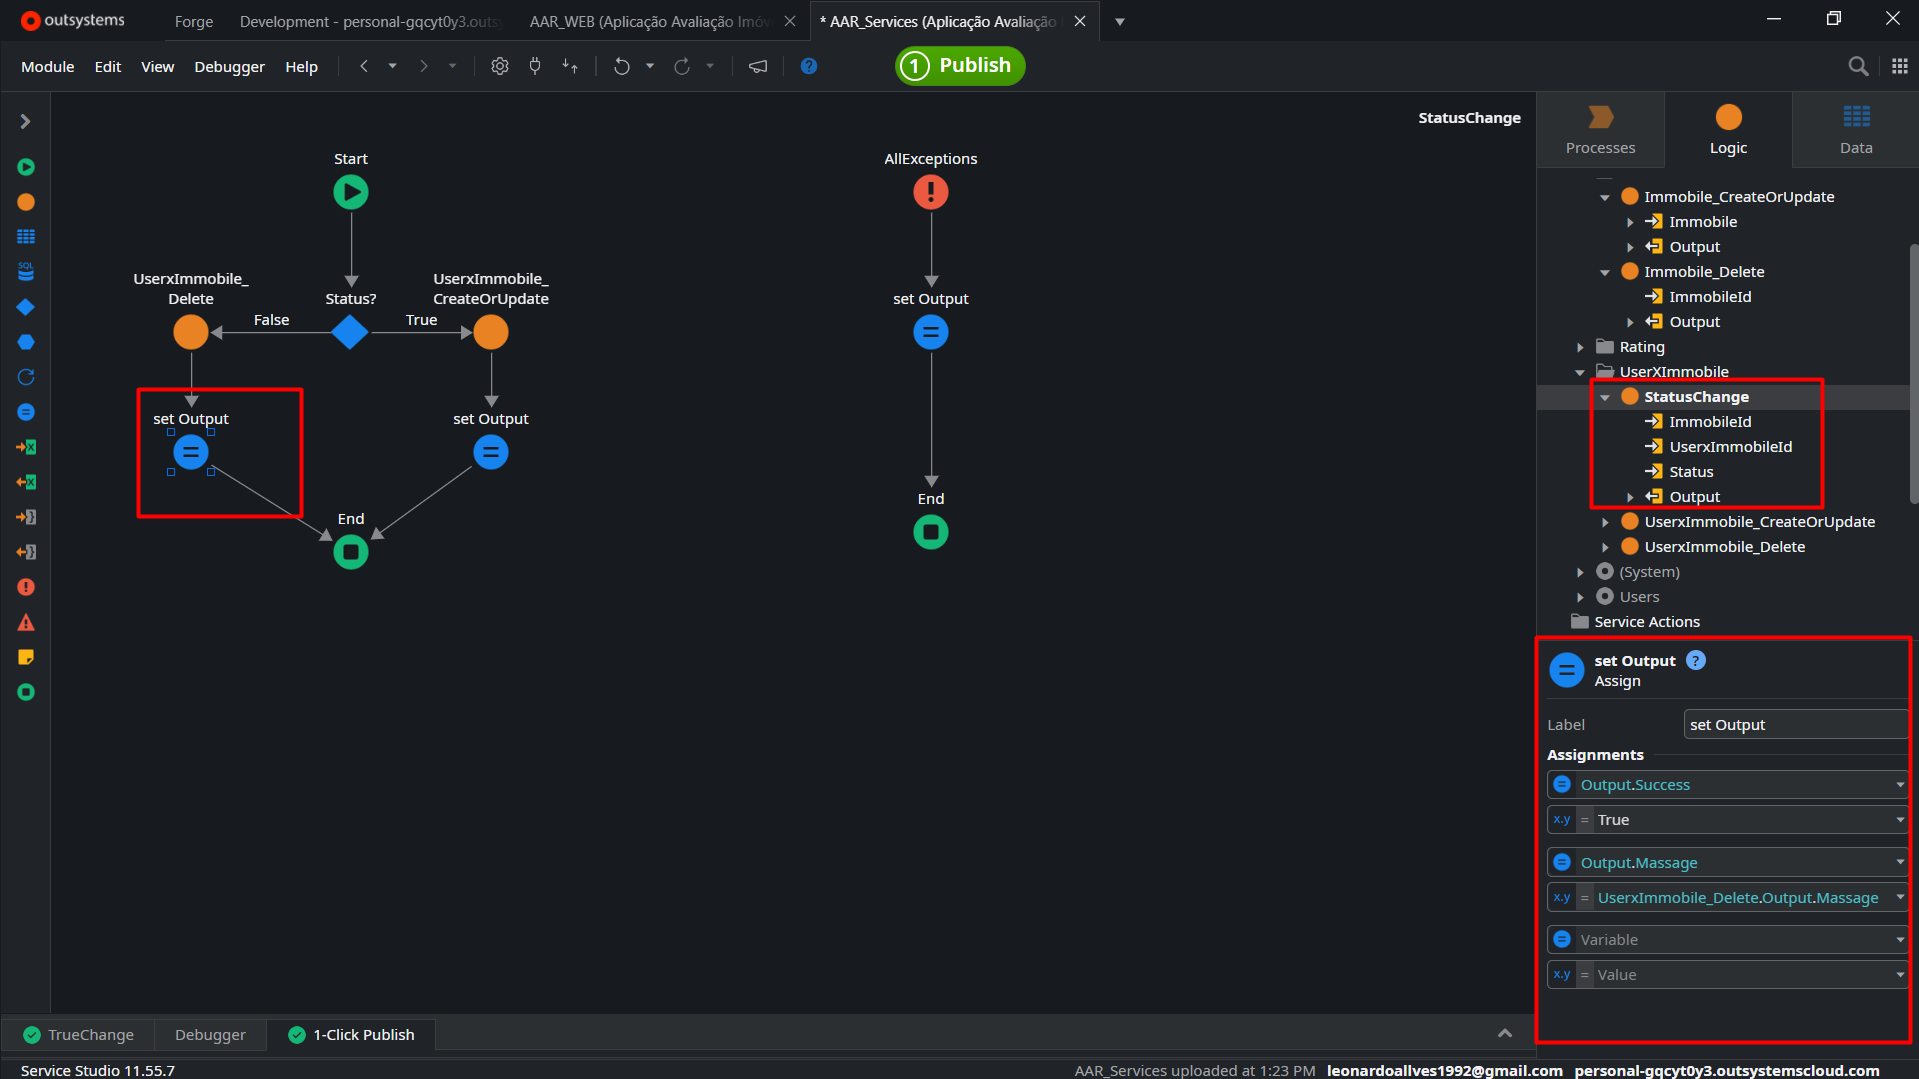 outsystems
Forge
Development - personal-gqcyt0y3.outs
AAR_WEB (Aplicação Avaliação Imóv
* AAR_Services (Aplicação Avaliação
Module
Edit
View
Debugger
Help
1 Publish
StatusChange
Start
AllExceptions
UserxImmobile_
Delete
Status?
UserxImmobile_
CreateOrUpdate
False
True
set Output
set Output
set Output
End
End
SQL
Processes
Logic
Data
Immobile_CreateOrUpdate
Immobile
Output
Immobile_Delete
ImmobileId
Output
Rating
UserXImmobile
StatusChange
ImmobileId
UserxImmobileId
Status
Output
UserxImmobile_CreateOrUpdate
UserxImmobile_Delete
(System)
Users
Service Actions
set Output ?
Assign
Label
set Output
Assignments
Output.Success
x.y = True
Output.Massage
x.y = UserxImmobile_Delete.Output.Massage
Variable
x.y = Value
TrueChange
Debugger
1-Click Publish
Service Studio 11.55.7
AAR_Services uploaded at 1:23 PM leonardoallves1992@gmail.com personal-gqcyt0y3.outsystemscloud.com